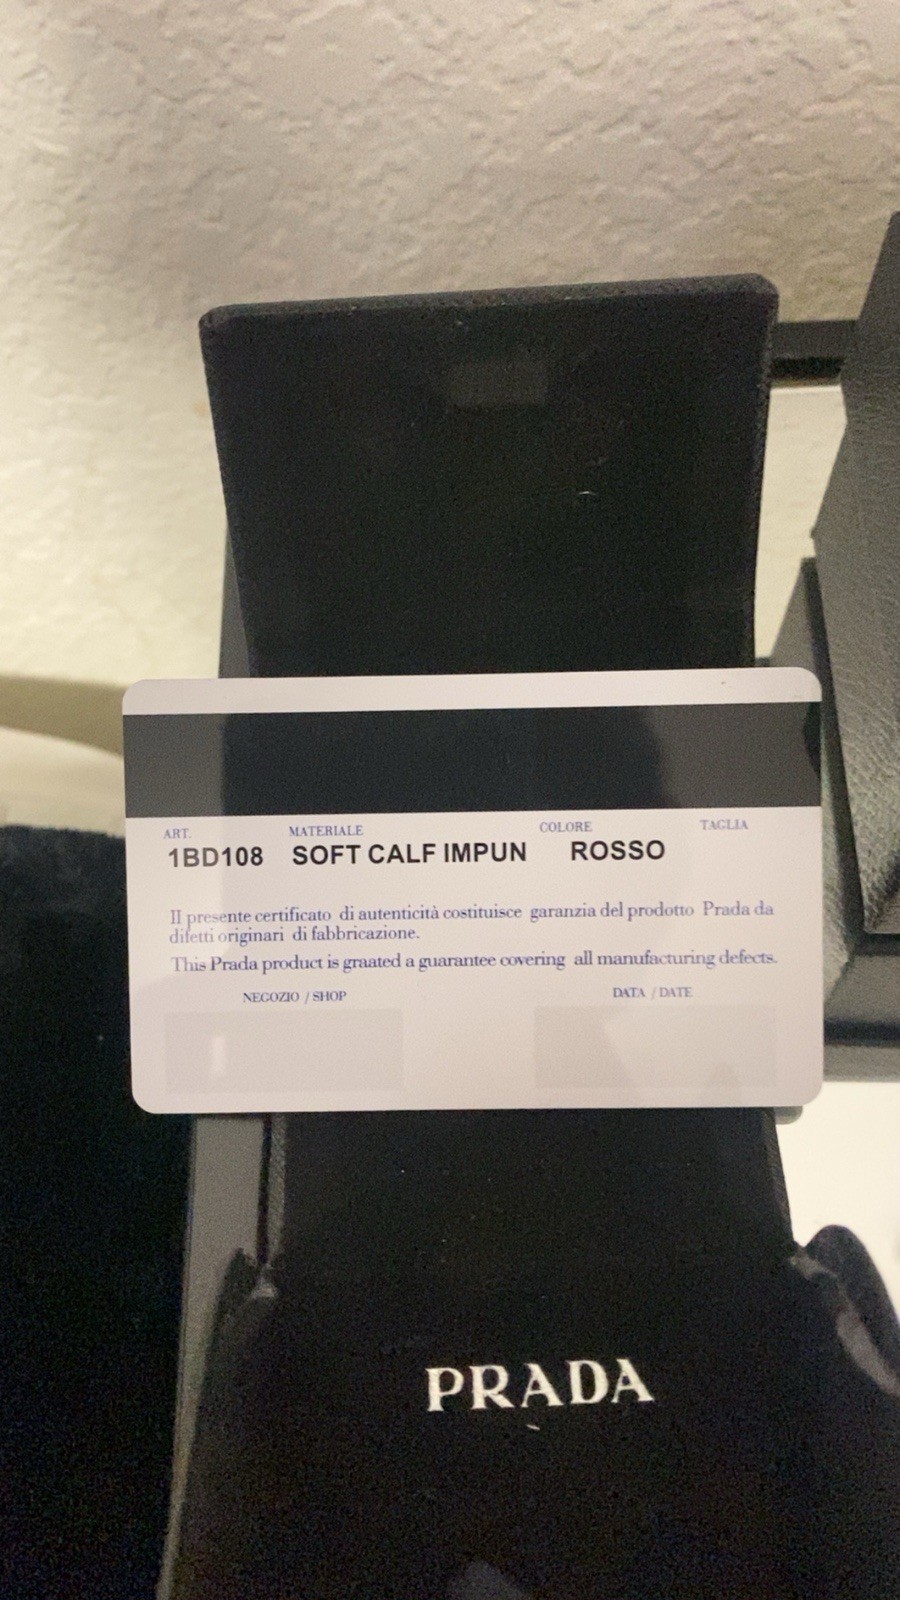 ART. MATERIALE COLORE TAGLIA
1BD108 SOFT CALF IMPUN ROSSO
Il presente certificato di autenticità costituisce garanzia del prodotto Prada da
difetti originari di fabbricazione.
This Prada product is graated a guarantee covering all manufacturing defects.
NEGOZIO / SHOP DATA / DATE
PRADA